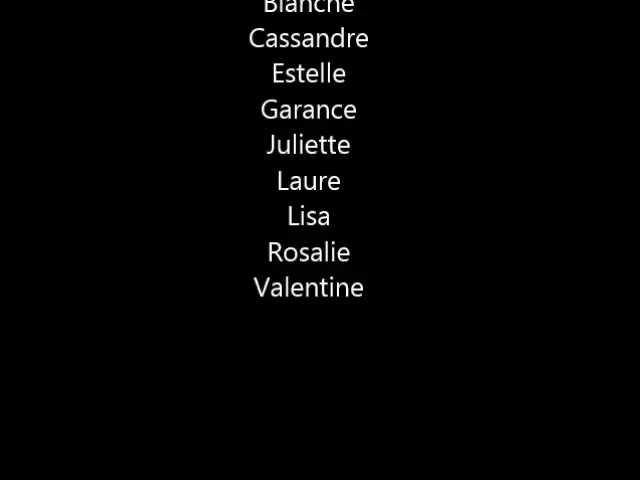 Blanche
Cassandre
Estelle
Garance
Juliette
Laure
Lisa
Rosalie
Valentine